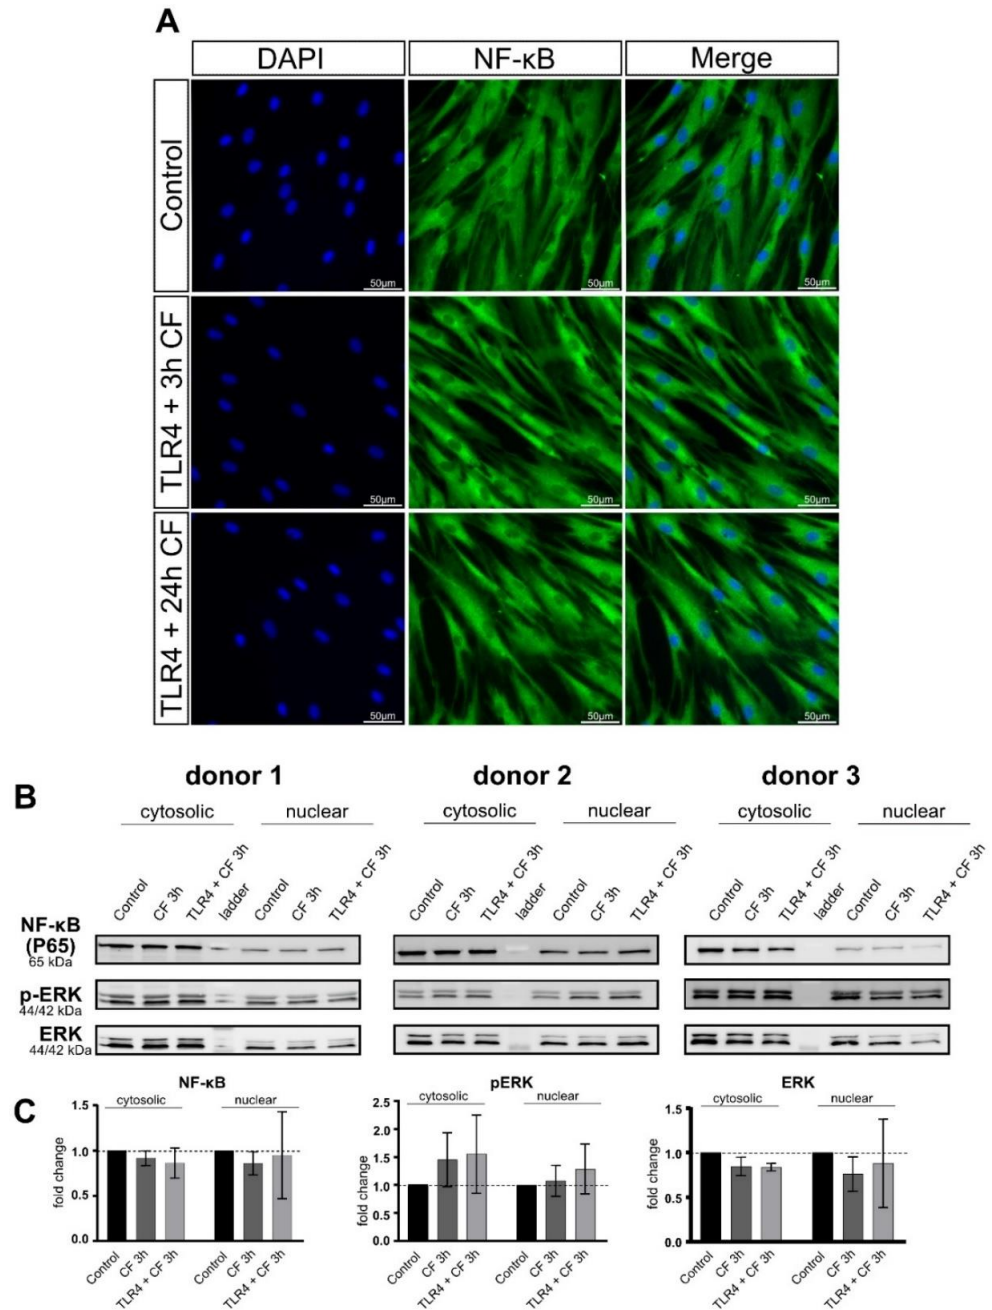 A
DAPI NF-κB Merge
Control
50µm 50µm 50µm
TLR4 + 3h CF
50µm 50µm 50µm
TLR4 + 24h CF
50µm 50µm 50µm
B
donor 1 donor 2 donor 3
cytosolic nuclear cytosolic nuclear cytosolic nuclear
Control CF 3h TLR4 + CF 3h ladder Control CF 3h TLR4 + CF 3h Control CF 3h TLR4 + CF 3h ladder Control CF 3h TLR4 + CF 3h Control CF 3h TLR4 + CF 3h ladder Control CF 3h TLR4 + CF 3h
NF-κB
(P65)
65 kDa
p-ERK
44/42 kDa
ERK
44/42 kDa
C
NF-κB
cytosolic nuclear
fold change
1.5
1.0
0.5
0.0
Control CF 3h TLR4 + CF 3h Control CF 3h TLR4 + CF 3h
pERK
cytosolic nuclear
fold change
2.5
2.0
1.5
1.0
0.5
0.0
Control CF 3h TLR4 + CF 3h Control CF 3h TLR4 + CF 3h
ERK
cytosolic nuclear
fold change
1.5
1.0
0.5
0.0
Control CF 3h TLR4 + CF 3h Control CF 3h TLR4 + CF 3h